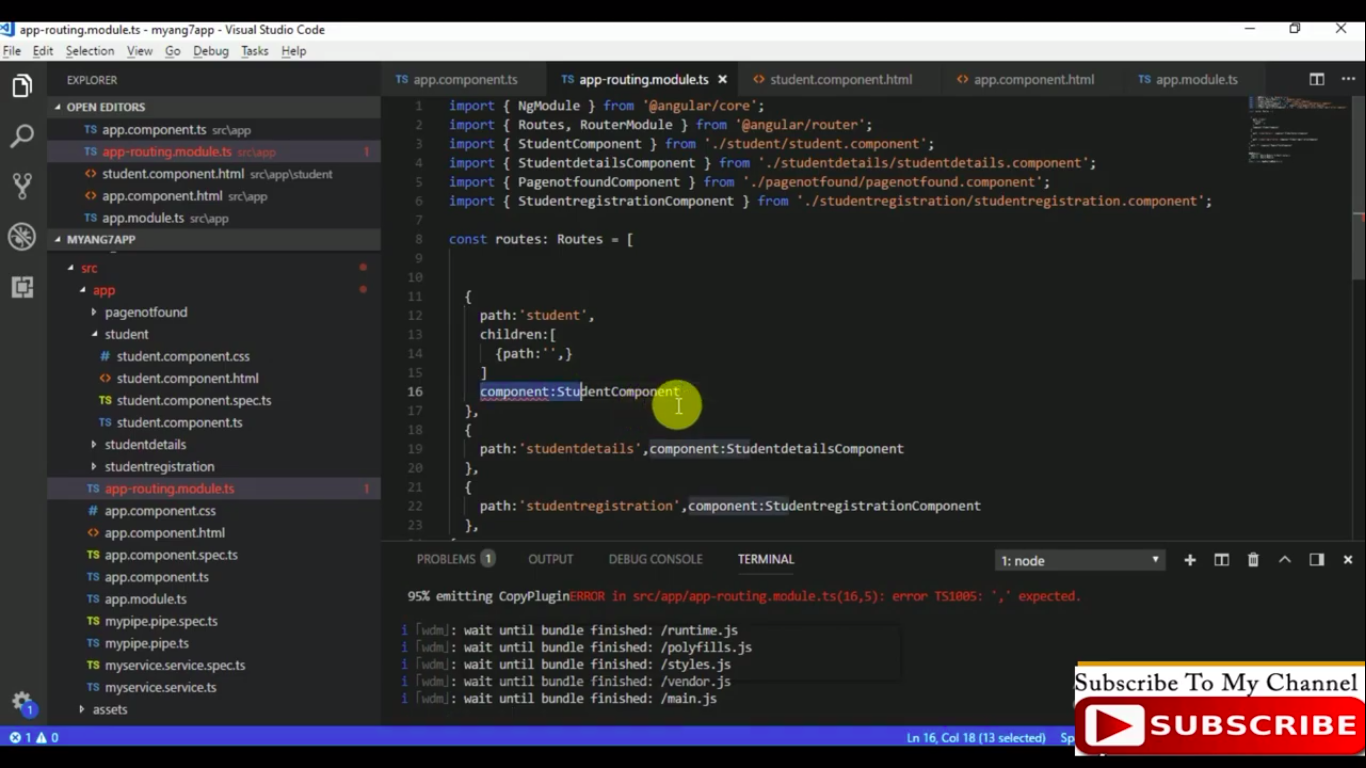 app-routing.module.ts - myang7app - Visual Studio Code
File Edit Selection View Go Debug Tasks Help
EXPLORER
OPEN EDITORS
TS app.component.ts src\app
TS app-routing.module.ts src\app 1
<> student.component.html src\app\student
<> app.component.html src\app
TS app.module.ts src\app
MYANG7APP
src
app
pagenotfound
student
# student.component.css
<> student.component.html
TS student.component.spec.ts
TS student.component.ts
studentdetails
studentregistration
TS app-routing.module.ts 1
# app.component.css
<> app.component.html
TS app.component.spec.ts
TS app.component.ts
TS app.module.ts
TS mypipe.pipe.spec.ts
TS mypipe.pipe.ts
TS myservice.service.spec.ts
TS myservice.service.ts
assets
1
TS app.component.ts TS app-routing.module.ts × <> student.component.html <> app.component.html TS app.module.ts
1 import { NgModule } from '@angular/core';
2 import { Routes, RouterModule } from '@angular/router';
3 import { StudentComponent } from './student/student.component';
4 import { StudentdetailsComponent } from './studentdetails/studentdetails.component';
5 import { PagenotfoundComponent } from './pagenotfound/pagenotfound.component';
6 import { StudentregistrationComponent } from './studentregistration/studentregistration.component';
7
8 const routes: Routes = [
9
10
11 {
12 path:'student',
13 children:[
14 {path:'',}
15 ]
16 component:StudentComponent
17 },
18 {
19 path:'studentdetails',component:StudentdetailsComponent
20 },
21 {
22 path:'studentregistration',component:StudentregistrationComponent
23 },
PROBLEMS 1 OUTPUT DEBUG CONSOLE TERMINAL 1: node
95% emitting CopyPluginERROR in src/app/app-routing.module.ts(16,5): error TS1005: ',' expected.
i ｢wdm｣: wait until bundle finished: /runtime.js
i ｢wdm｣: wait until bundle finished: /polyfills.js
i ｢wdm｣: wait until bundle finished: /styles.js
i ｢wdm｣: wait until bundle finished: /vendor.js
i ｢wdm｣: wait until bundle finished: /main.js
1 0 Ln 16, Col 18 (13 selected)
Subscribe To My Channel
SUBSCRIBE